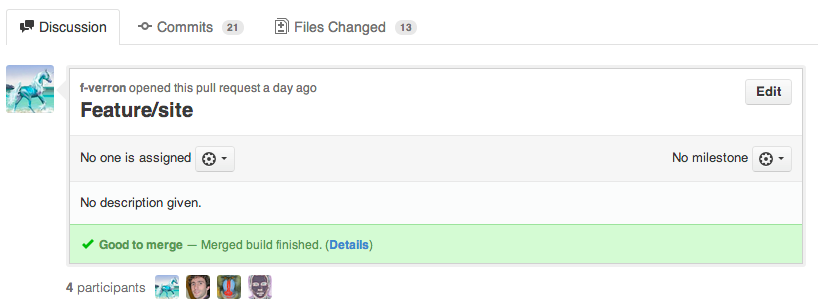 Discussion Commits 21 Files Changed 13
f-verron opened this pull request a day ago
Edit
Feature/site
No one is assigned
No milestone
No description given.
Good to merge — Merged build finished. (Details)
4 participants